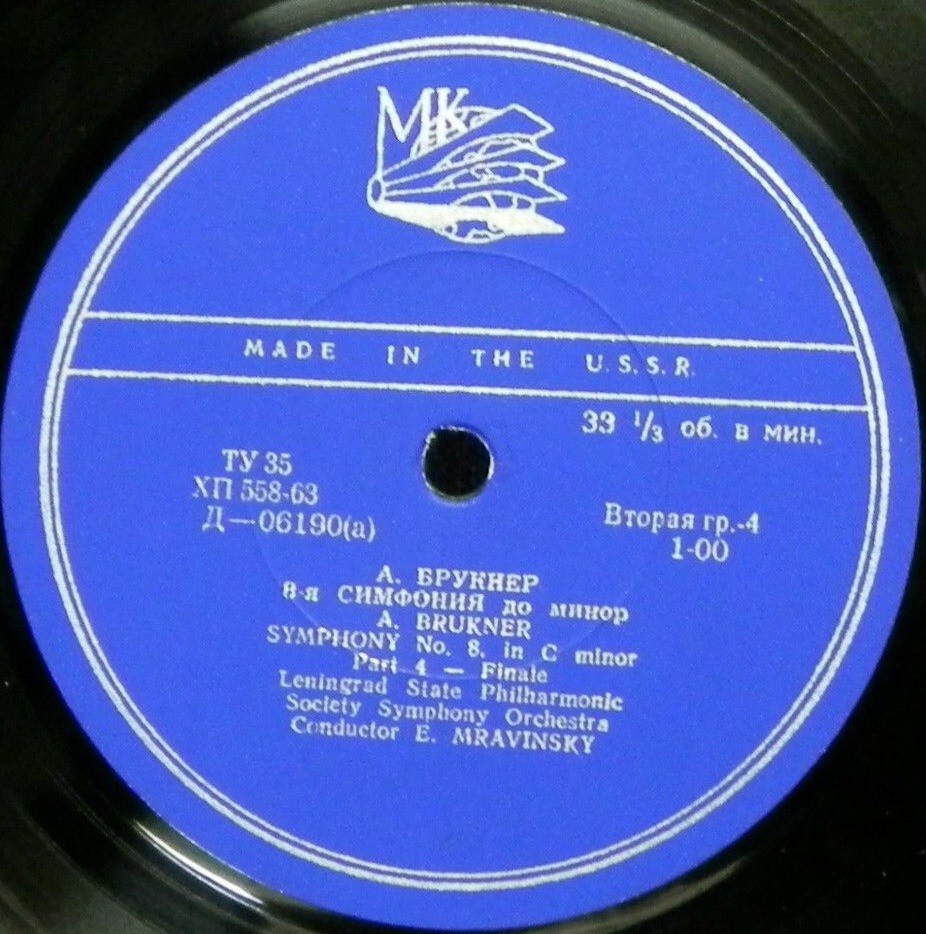 МК
MADE IN THE U.S.S.R.
33 1/3 об. в мин.
ТУ 35
ХП 558-63
Д—06190(а)
Вторая гр.-4
1-00
А. БРУКНЕР
8-я СИМФОНИЯ до минор
A. BRUKNER
SYMPHONY No. 8, in C minor
Part 4 — Finale
Leningrad State Philharmonic
Society Symphony Orchestra
Conductor E. MRAVINSKY